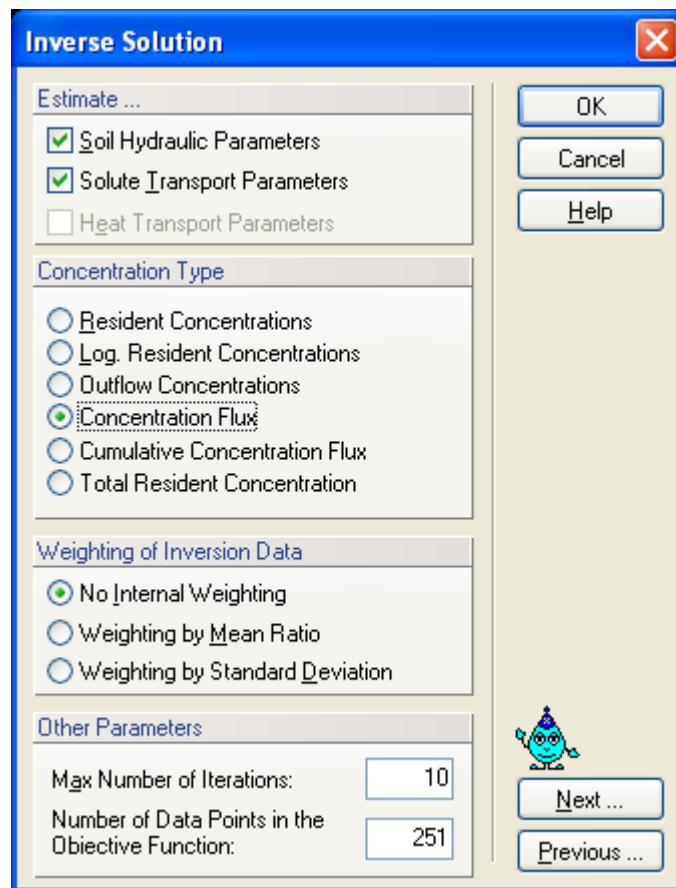 Inverse Solution
Estimate ...
Soil Hydraulic Parameters
Solute Transport Parameters
Heat Transport Parameters
Concentration Type
Resident Concentrations
Log. Resident Concentrations
Outflow Concentrations
Concentration Flux
Cumulative Concentration Flux
Total Resident Concentration
Weighting of Inversion Data
No Internal Weighting
Weighting by Mean Ratio
Weighting by Standard Deviation
Other Parameters
Max Number of Iterations: 10
Number of Data Points in the
Objective Function: 251
OK
Cancel
Help
Next ...
Previous ...